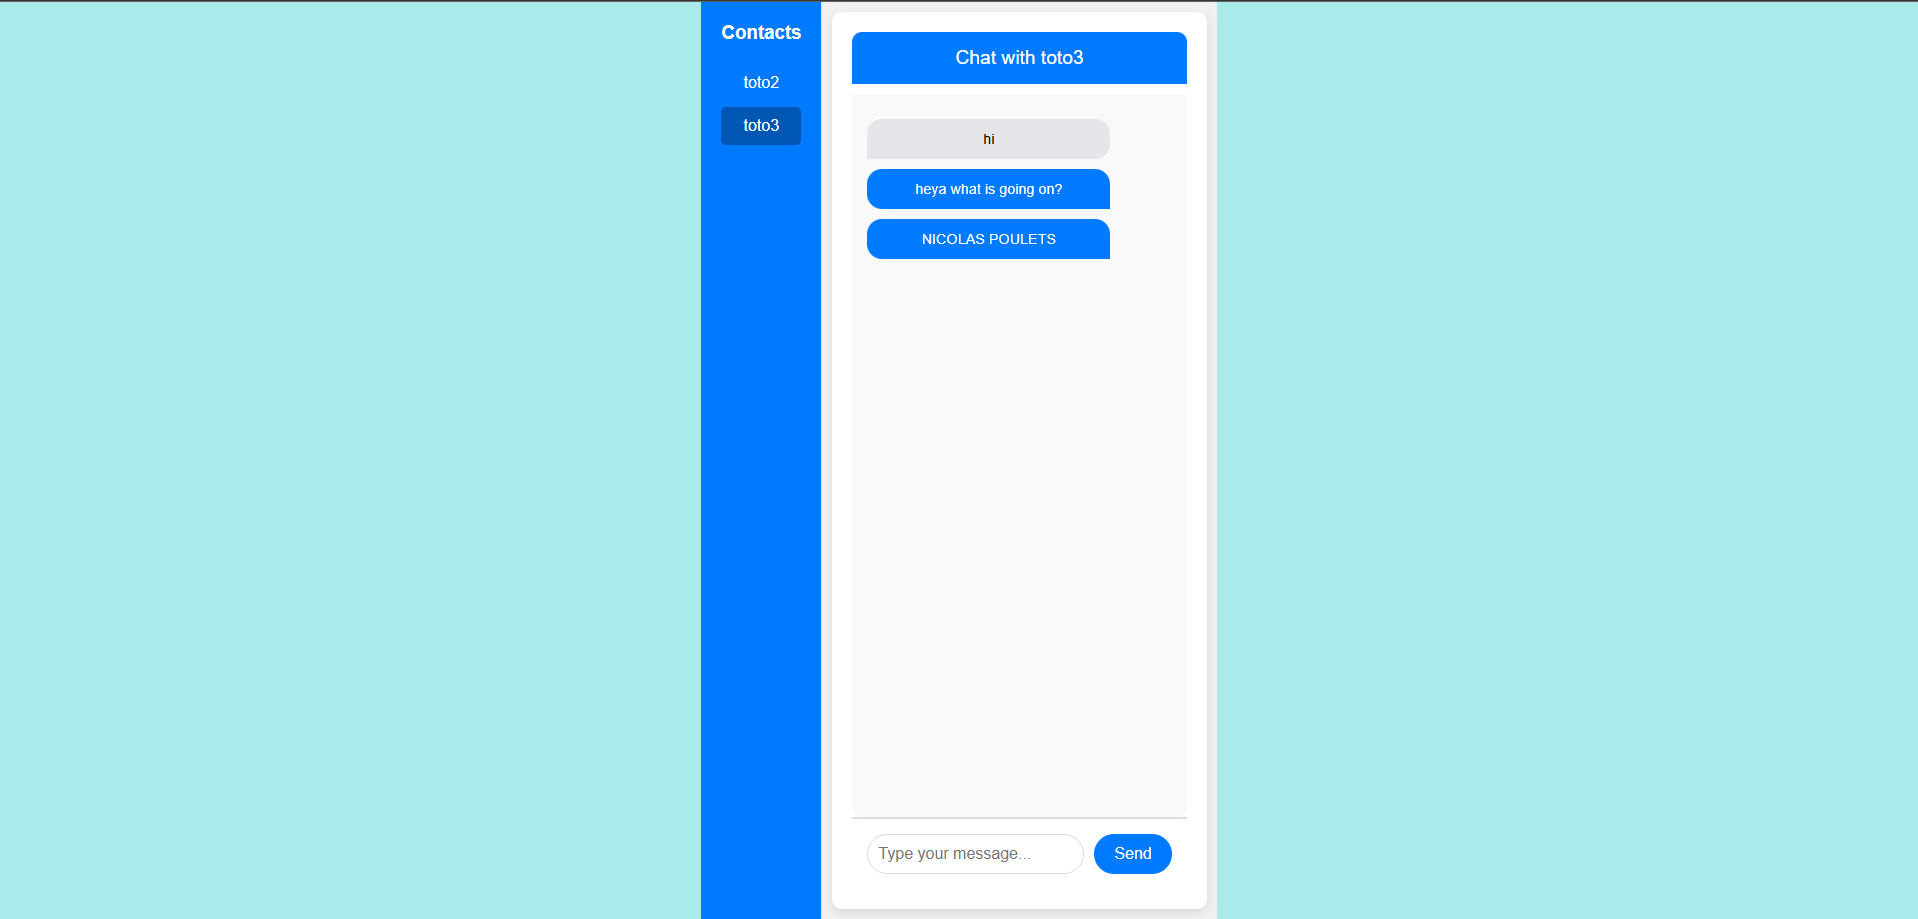 Contacts
toto2
toto3
Chat with toto3
hi
heya what is going on?
NICOLAS POULETS
Type your message...
Send